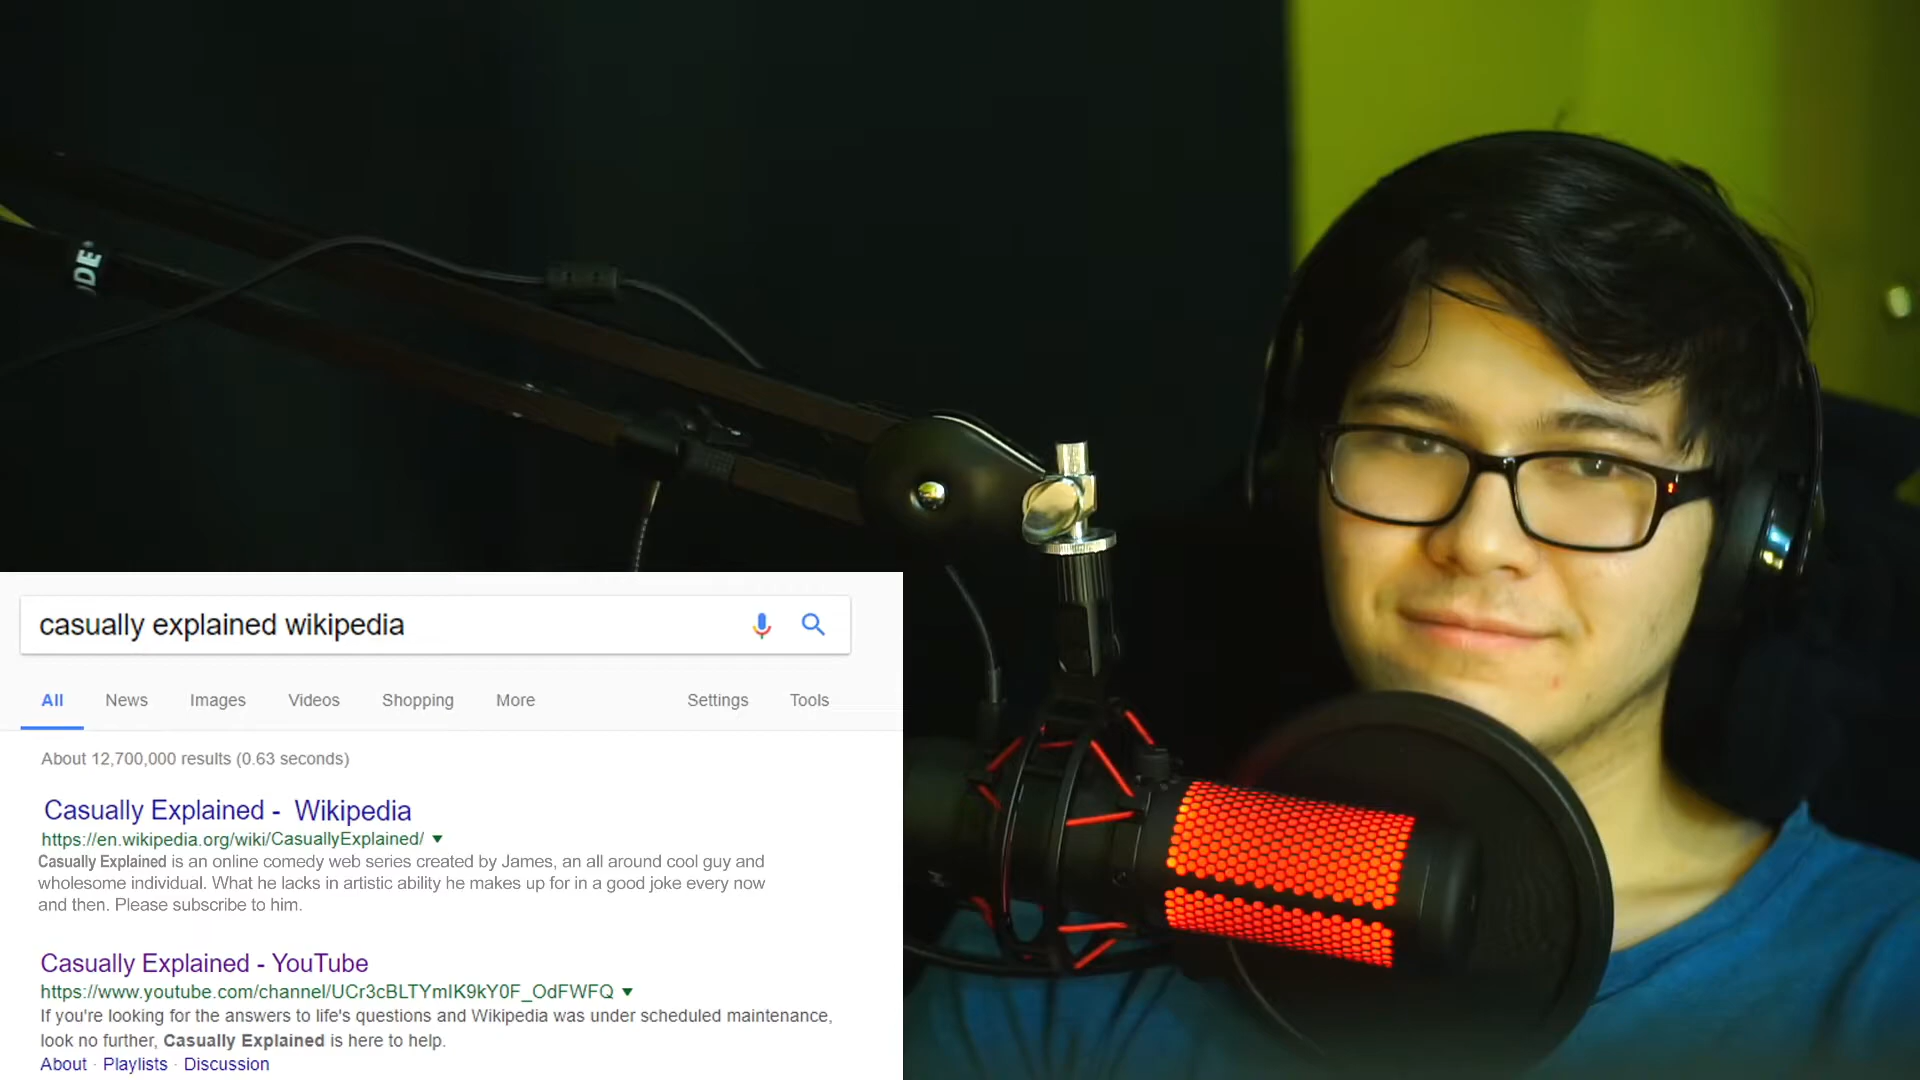 ODE
casually explained wikipedia
All News Images Videos Shopping More Settings Tools
About 12,700,000 results (0.63 seconds)
Casually Explained - Wikipedia
https://en.wikipedia.org/wiki/CasuallyExplained/
Casually Explained is an online comedy web series created by James, an all around cool guy and
wholesome individual. What he lacks in artistic ability he makes up for in a good joke every now
and then. Please subscribe to him.
Casually Explained - YouTube
https://www.youtube.com/channel/UCr3cBLTYmIK9kY0F_OdFWFQ
If you're looking for the answers to life's questions and Wikipedia was under scheduled maintenance,
look no further, Casually Explained is here to help.
About · Playlists · Discussion